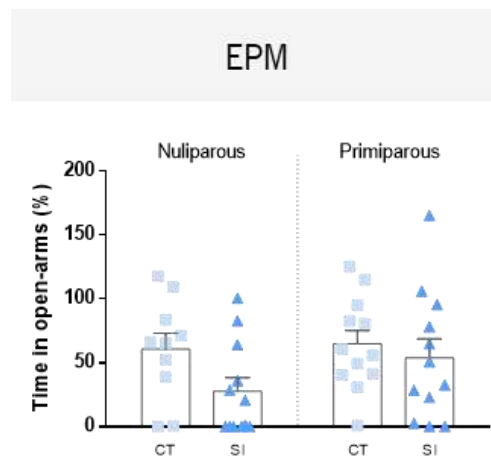 EPM
Nuliparous
Primiparous
Time in open-arms (%)
200
150
100
50
0
CT
SI
CT
SI